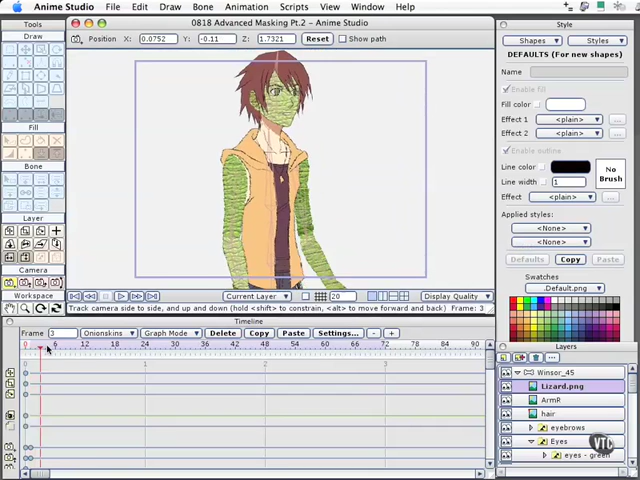 Anime Studio File Edit Draw Bone Animation Scripts View Window Help
0818 Advanced Masking Pt.2 - Anime Studio
Tools
Draw
Fill
Bone
Layer
Camera
Workspace
Position X: 0.0752 Y: -0.11 Z: 1.7321 Reset Show path
Current Layer 20 Display Quality
Track camera side to side, and up/down (hold <shift> to constrain, <alt> to move forward and back) Frame: 3
Timeline
Frame 3 Onionskins Graph Mode Delete Copy Paste Settings... - +
0 6 12 18 24 30 36 42 48 54 60 66 72 78 84 90
0 1 2 3
Style
Shapes Styles
DEFAULTS (For new shapes)
Name
Enable fill
Fill color
Effect 1 <plain> ...
Effect 2 <plain> ...
Enable outline
Line color
Line width 1
No Brush
Effect <plain> ...
Applied styles:
<None>
<None>
Defaults Copy Paste
Swatches
.Default.png
Layers
Winsor_45
Lizard.png
ArmR
hair
eyebrows
Eyes
eyes - green
VTC